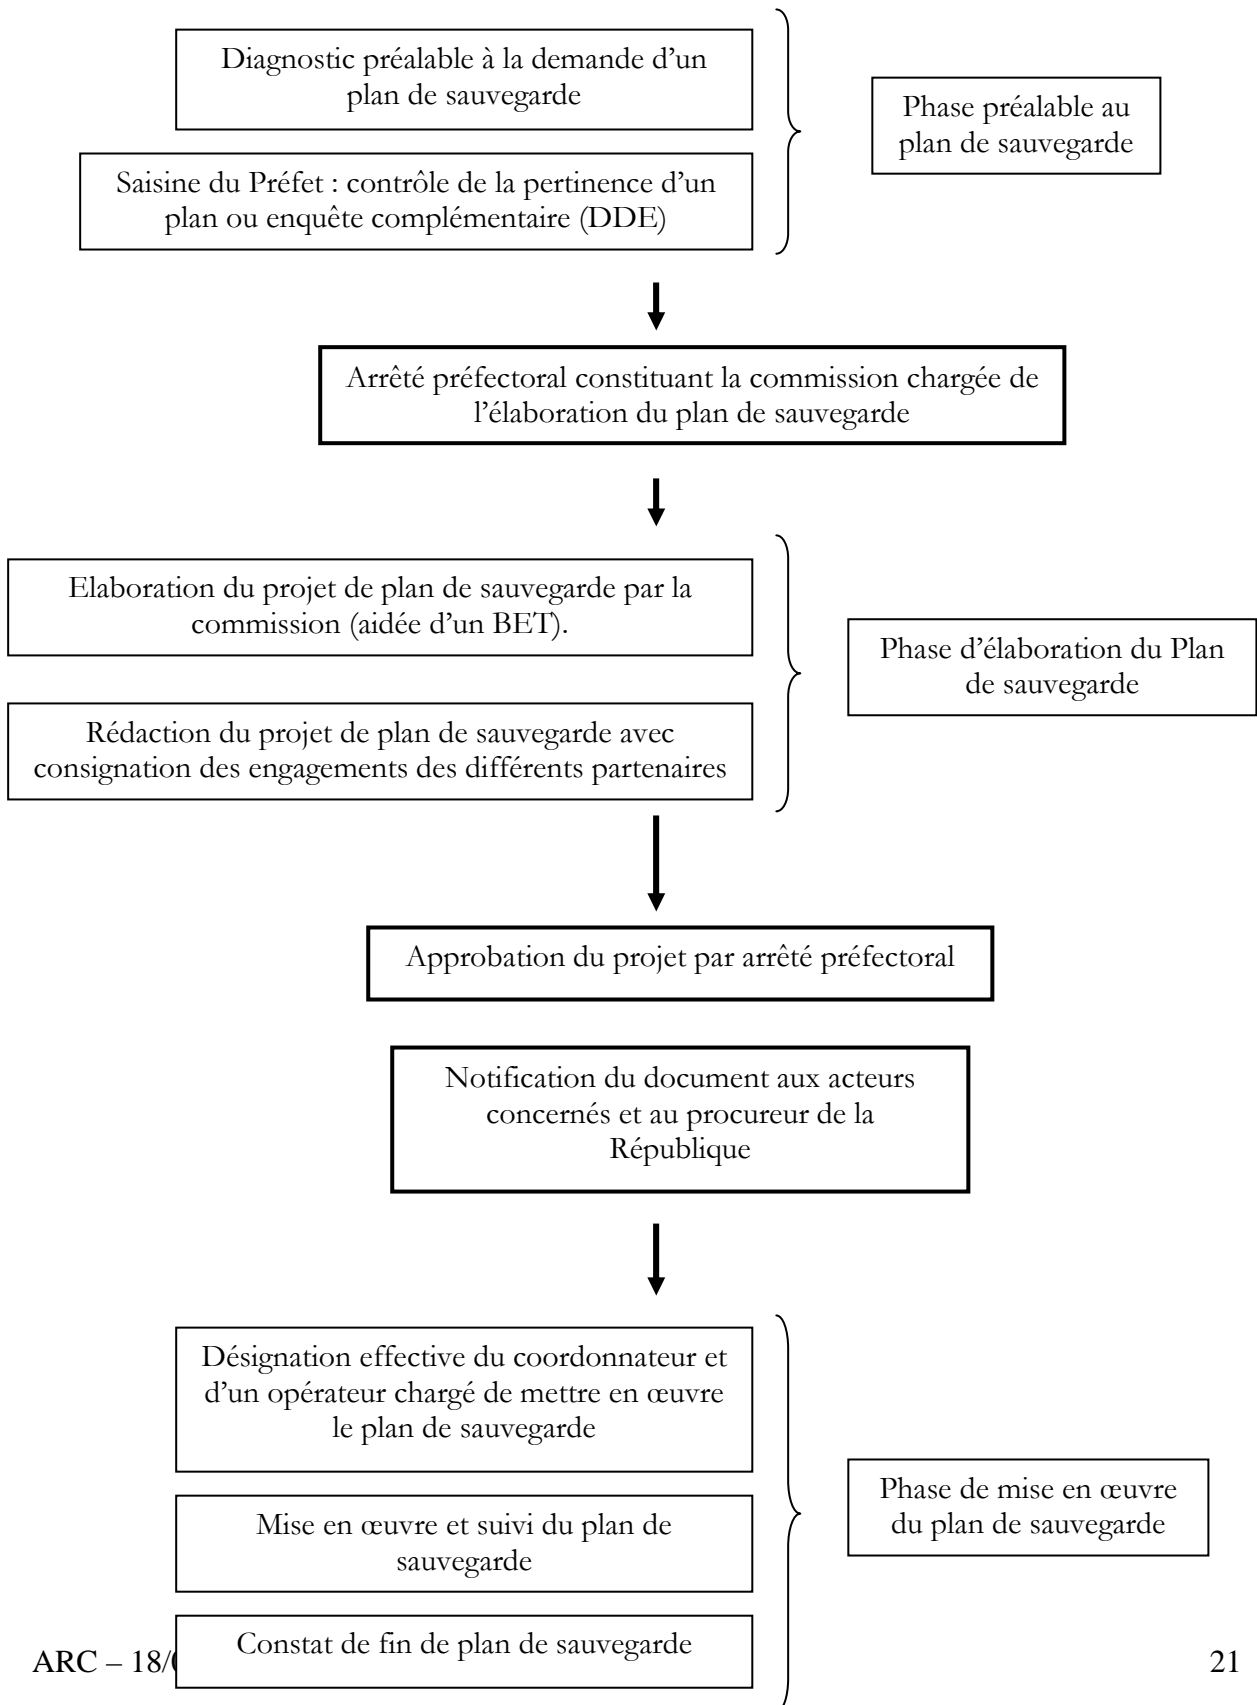 Diagnostic préalable à la demande d’un
plan de sauvegarde
Phase préalable au
plan de sauvegarde
Saisine du Préfet : contrôle de la pertinence d’un
plan ou enquête complémentaire (DDE)
Arrêté préfectoral constituant la commission chargée de
l’élaboration du plan de sauvegarde
Elaboration du projet de plan de sauvegarde par la
commission (aidée d’un BET).
Phase d’élaboration du Plan
de sauvegarde
Rédaction du projet de plan de sauvegarde avec
consignation des engagements des différents partenaires
Approbation du projet par arrêté préfectoral
Notification du document aux acteurs
concernés et au procureur de la
République
Désignation effective du coordonnateur et
d’un opérateur chargé de mettre en œuvre
le plan de sauvegarde
Phase de mise en œuvre
du plan de sauvegarde
Mise en œuvre et suivi du plan de
sauvegarde
Constat de fin de plan de sauvegarde
ARC – 18/
21